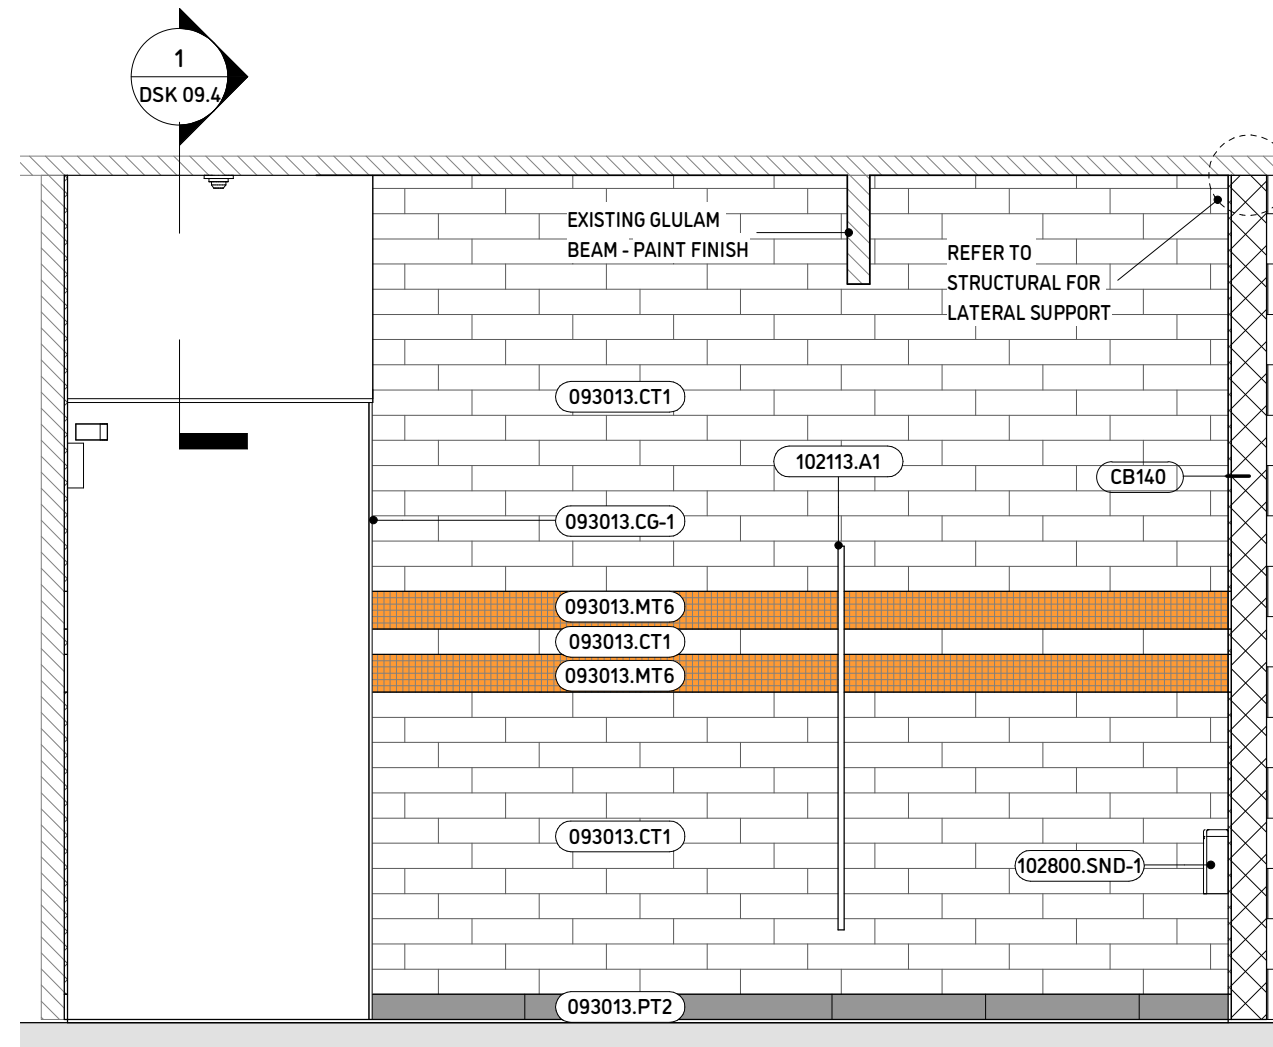 1
DSK 09.4
EXISTING GLULAM
BEAM - PAINT FINISH
REFER TO
STRUCTURAL FOR
LATERAL SUPPORT
093013.CT1
102113.A1
CB140
093013.CG-1
093013.MT6
093013.CT1
093013.MT6
093013.CT1
102800.SND-1
093013.PT2